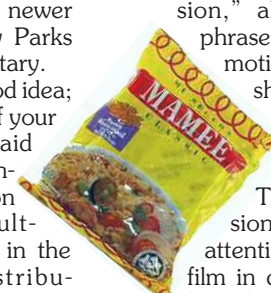 newer
Parks
tary.
od idea;
f your
aid
n-
on
ult-
in the
stribu-
sion," a
phrase
moti
sh
T
sion
attenti
film in
MAMEE